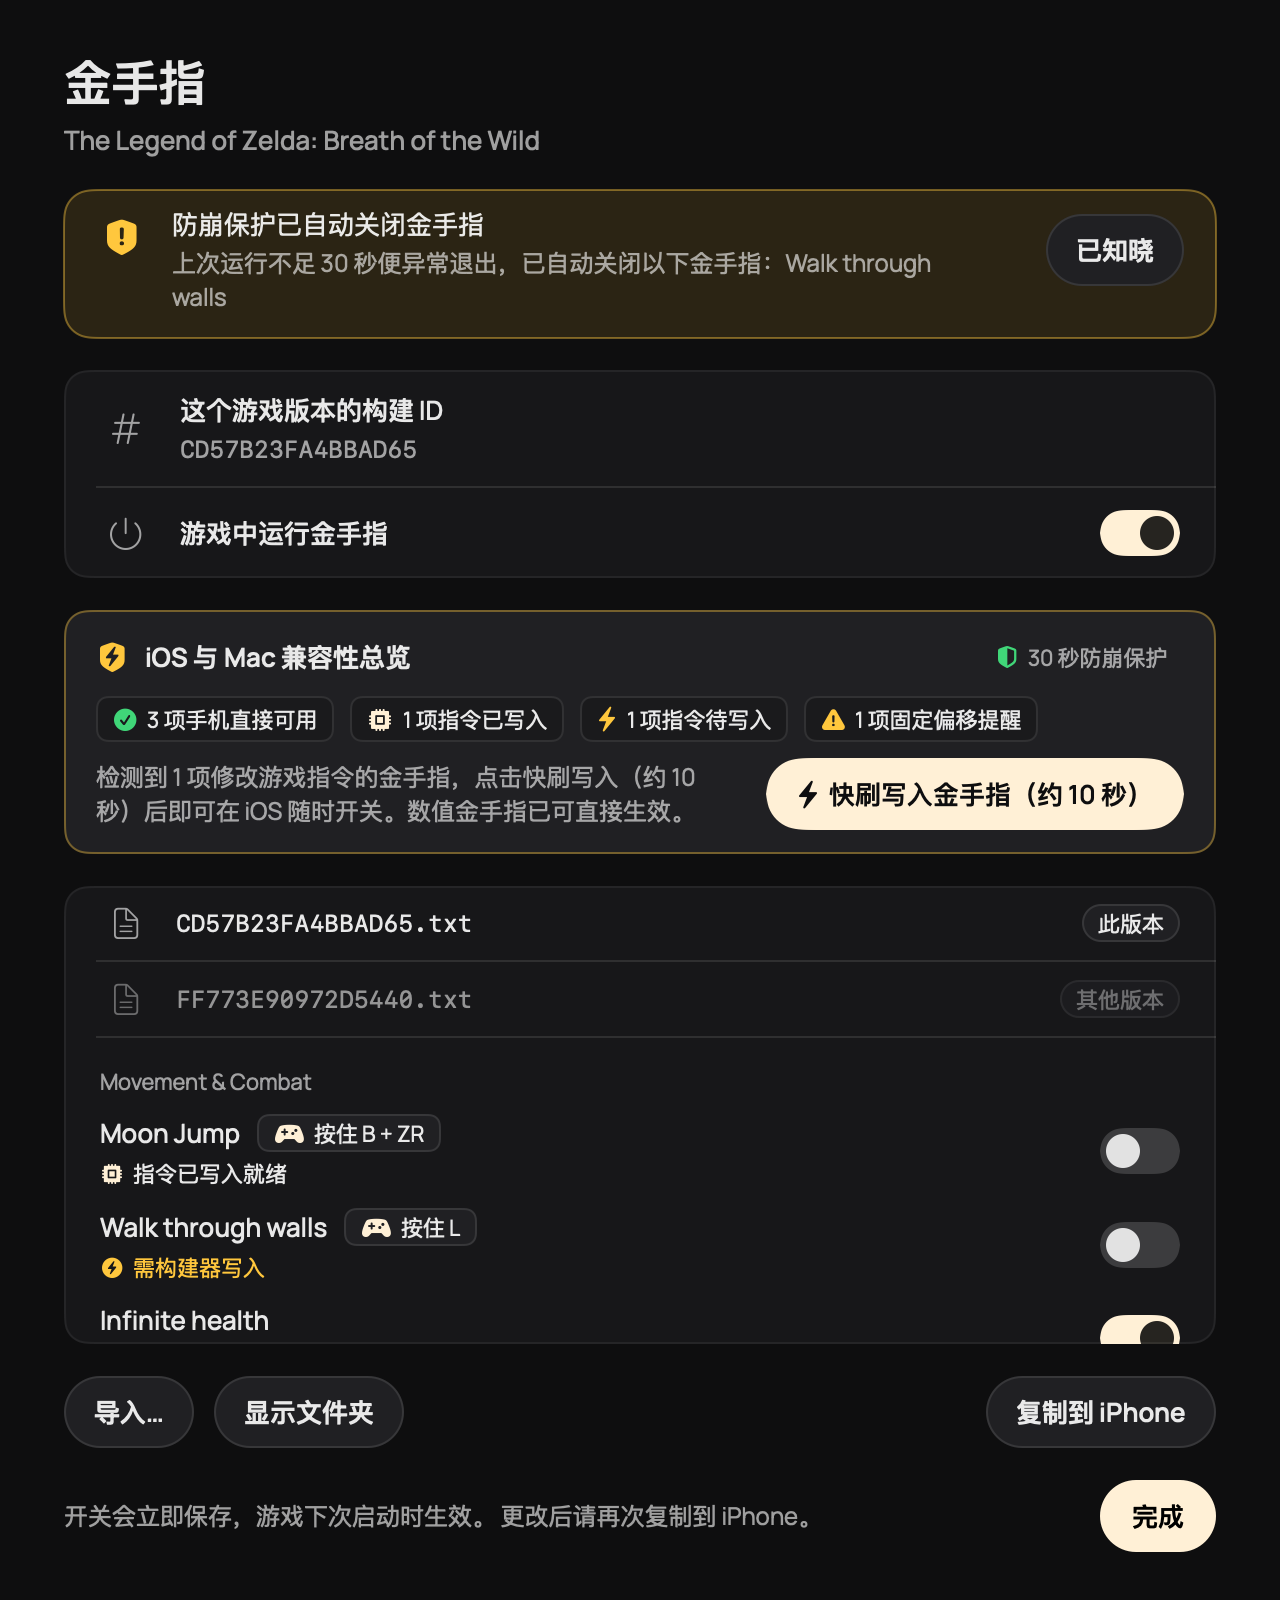 金手指
The Legend of Zelda: Breath of the Wild
防崩保护已自动关闭金手指
上次运行不足 30 秒便异常退出，已自动关闭以下金手指：Walk through
walls
已知晓
这个游戏版本的构建 ID
CD57B23FA4BBAD65
游戏中运行金手指
iOS 与 Mac 兼容性总览
30 秒防崩保护
3 项手机直接可用
1 项指令已写入
1 项指令待写入
1 项固定偏移提醒
检测到 1 项修改游戏指令的金手指，点击快刷写入（约 10
秒）后即可在 iOS 随时开关。数值金手指已可直接生效。
快刷写入金手指（约 10 秒）
CD57B23FA4BBAD65.txt
此版本
FF773E90972D5440.txt
其他版本
Movement & Combat
Moon Jump
按住 B + ZR
指令已写入就绪
Walk through walls
按住 L
需构建器写入
Infinite health
导入...
显示文件夹
复制到 iPhone
开关会立即保存，游戏下次启动时生效。 更改后请再次复制到 iPhone。
完成